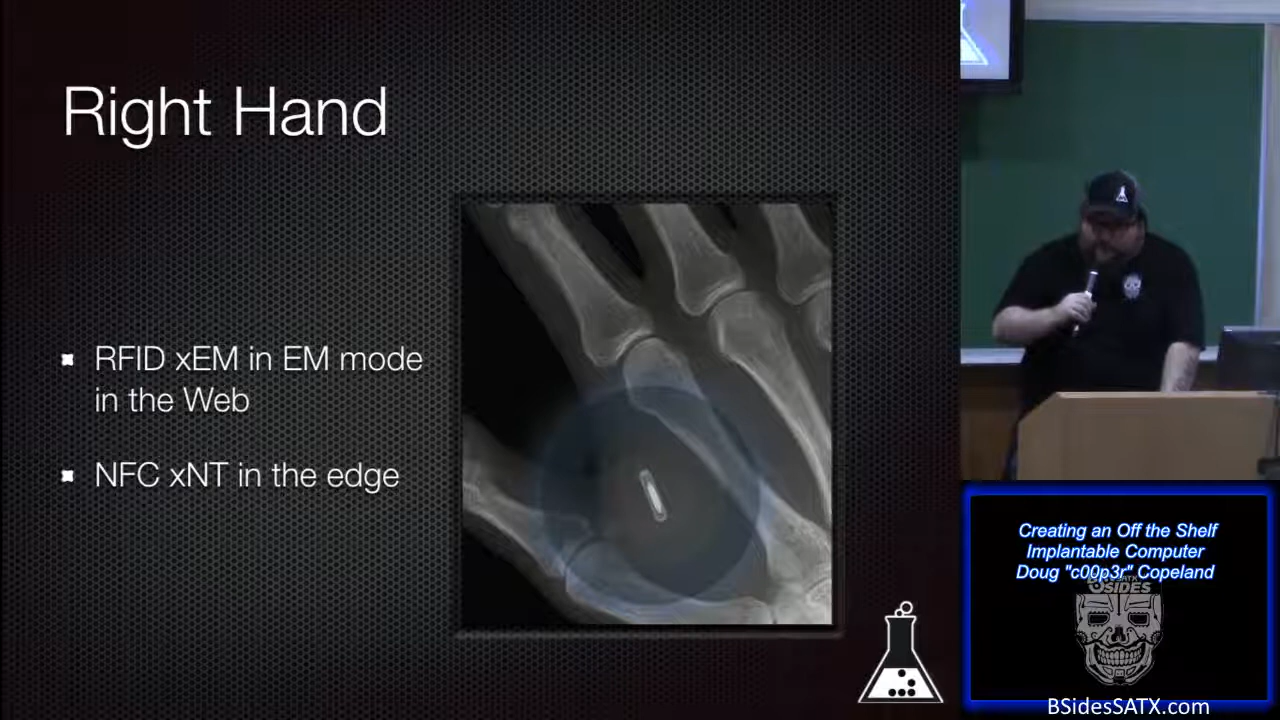 Right Hand
RFID xEM in EM mode
in the Web
NFC xNT in the edge
Creating an Off the Shelf
Implantable Computer
Doug "c00p3r" Copeland
SIDES
BSidesSATX.com